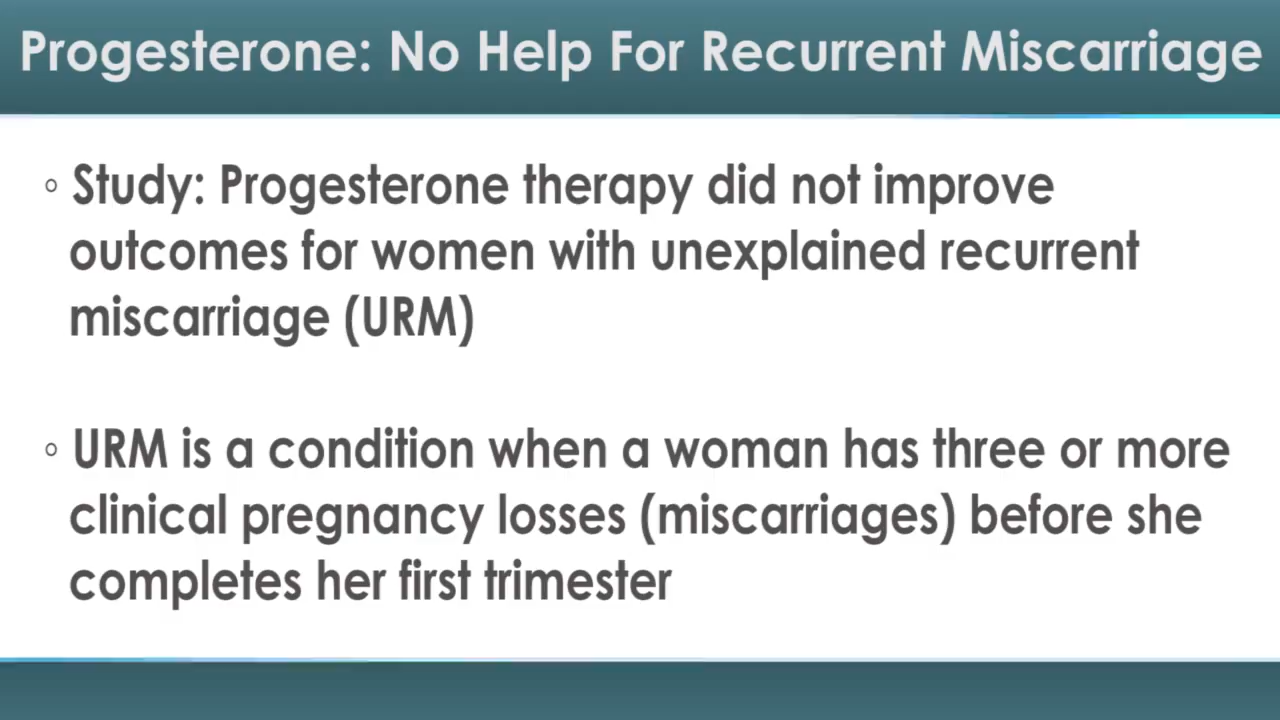 Progesterone: No Help For Recurrent Miscarriage
◦ Study: Progesterone therapy did not improve
outcomes for women with unexplained recurrent
miscarriage (URM)
◦ URM is a condition when a woman has three or more
clinical pregnancy losses (miscarriages) before she
completes her first trimester